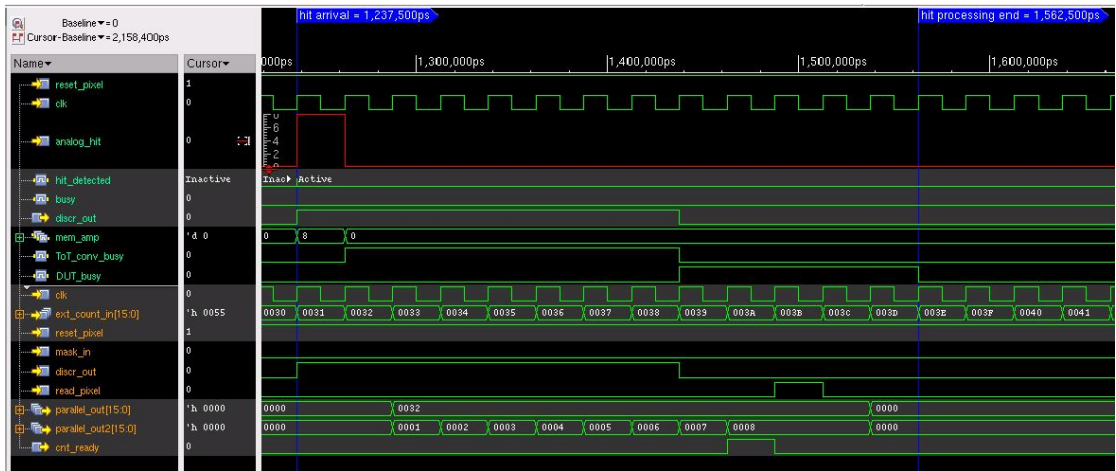 hit arrival = 1,237,500ps
hit processing end = 1,562,500ps
Baseline▼=0
Cursor-Baseline▼=2,158,400ps
Name▼ Cursor▼ 000ps 1,300,000ps 1,400,000ps 1,500,000ps 1,600,000ps
reset_pixel 1
clk 0
analog_hit 0 6 4 2
hit_detected Inactive Inac Active
busy 0
discr_out 0
mem_amp 'd 0 0 8 0
ToT_conv_busy 0
DUT_busy 0
clk 0
ext_count_in[15:0] 'h 0055 0030 0031 0032 0033 0034 0035 0036 0037 0038 0039 003A 003B 003C 003D 003E 003F 0040 0041
reset_pixel 1
mask_in 0
discr_out 0
read_pixel 0
parallel_out[15:0] 'h 0000 0000 0032 0000
parallel_out2[15:0] 'h 0000 0000 0001 0002 0003 0004 0005 0006 0007 0008 0000
cnt_ready 0